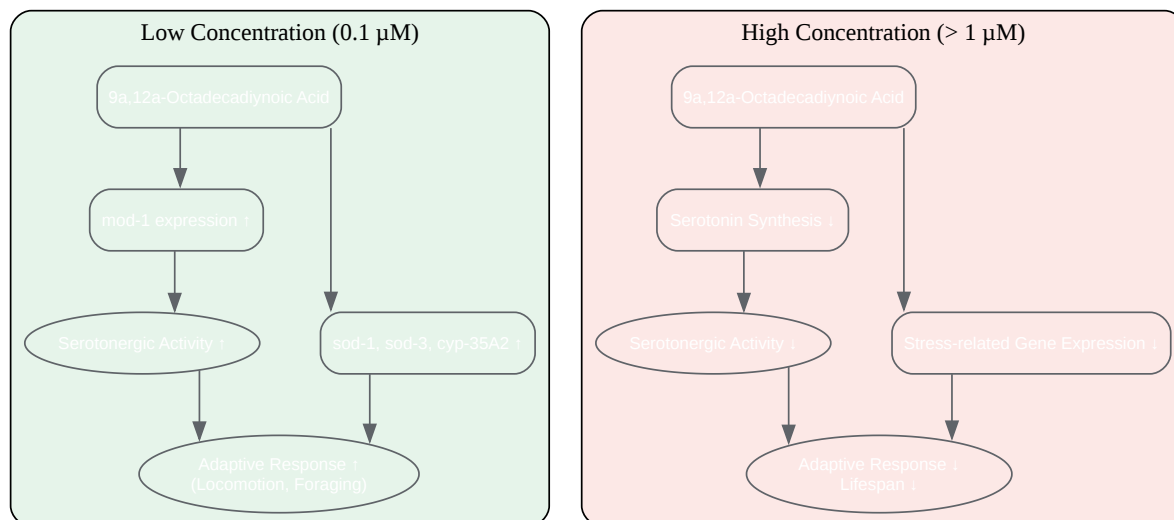 Low Concentration (0.1 µM)
9a,12a-Octadecadiynoic Acid
mod-1 expression ↑
Serotonergic Activity ↑
sod-1, sod-3, cyp-35A2 ↑
Adaptive Response ↑
(Locomotion, Foraging)
High Concentration (> 1 µM)
9a,12a-Octadecadiynoic Acid
Serotonin Synthesis ↓
Serotonergic Activity ↓
Stress-related Gene Expression ↓
Adaptive Response ↓
Lifespan ↓